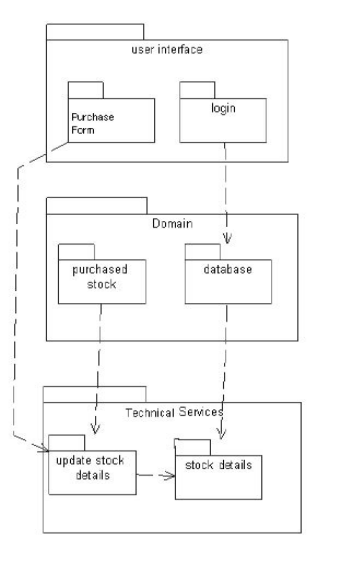 user interface
Purchase
Form
login
Domain
purchased
stock
database
Technical Services
update stock
details
stock details